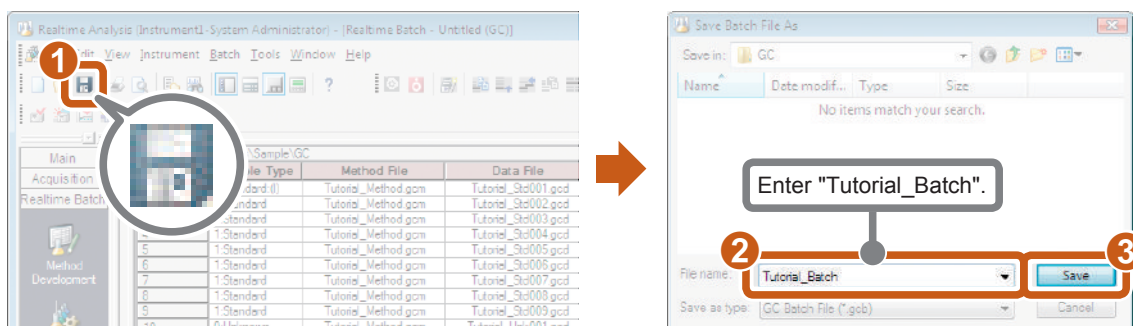 Realtime Analysis (Instrument1-System Administrator) - [Realtime Batch - Untitled (GC)]
Edit View Instrument Batch Tools Window Help
1
Main
Acquisition
Realtime Batch
Method
Development
\Sample\GC
Type Method File Data File
Tutorial_Method.gcm Tutorial_Std001.gcd
Tutorial_Method.gcm Tutorial_Std002.gcd
Standard Tutorial_Method.gcm Tutorial_Std003.gcd
4 1:Standard Tutorial_Method.gcm Tutorial_Std004.gcd
5 1:Standard Tutorial_Method.gcm Tutorial_Std005.gcd
6 1:Standard Tutorial_Method.gcm Tutorial_Std006.gcd
7 1:Standard Tutorial_Method.gcm Tutorial_Std007.gcd
8 1:Standard Tutorial_Method.gcm Tutorial_Std008.gcd
9 1:Standard Tutorial_Method.gcm Tutorial_Std009.gcd
Save Batch File As
Save in: GC
Name Date modif... Type Size
No items match your search.
Enter "Tutorial_Batch".
2
3
File name: Tutorial_Batch Save
Save as type: GC Batch File (*.gcb) Cancel